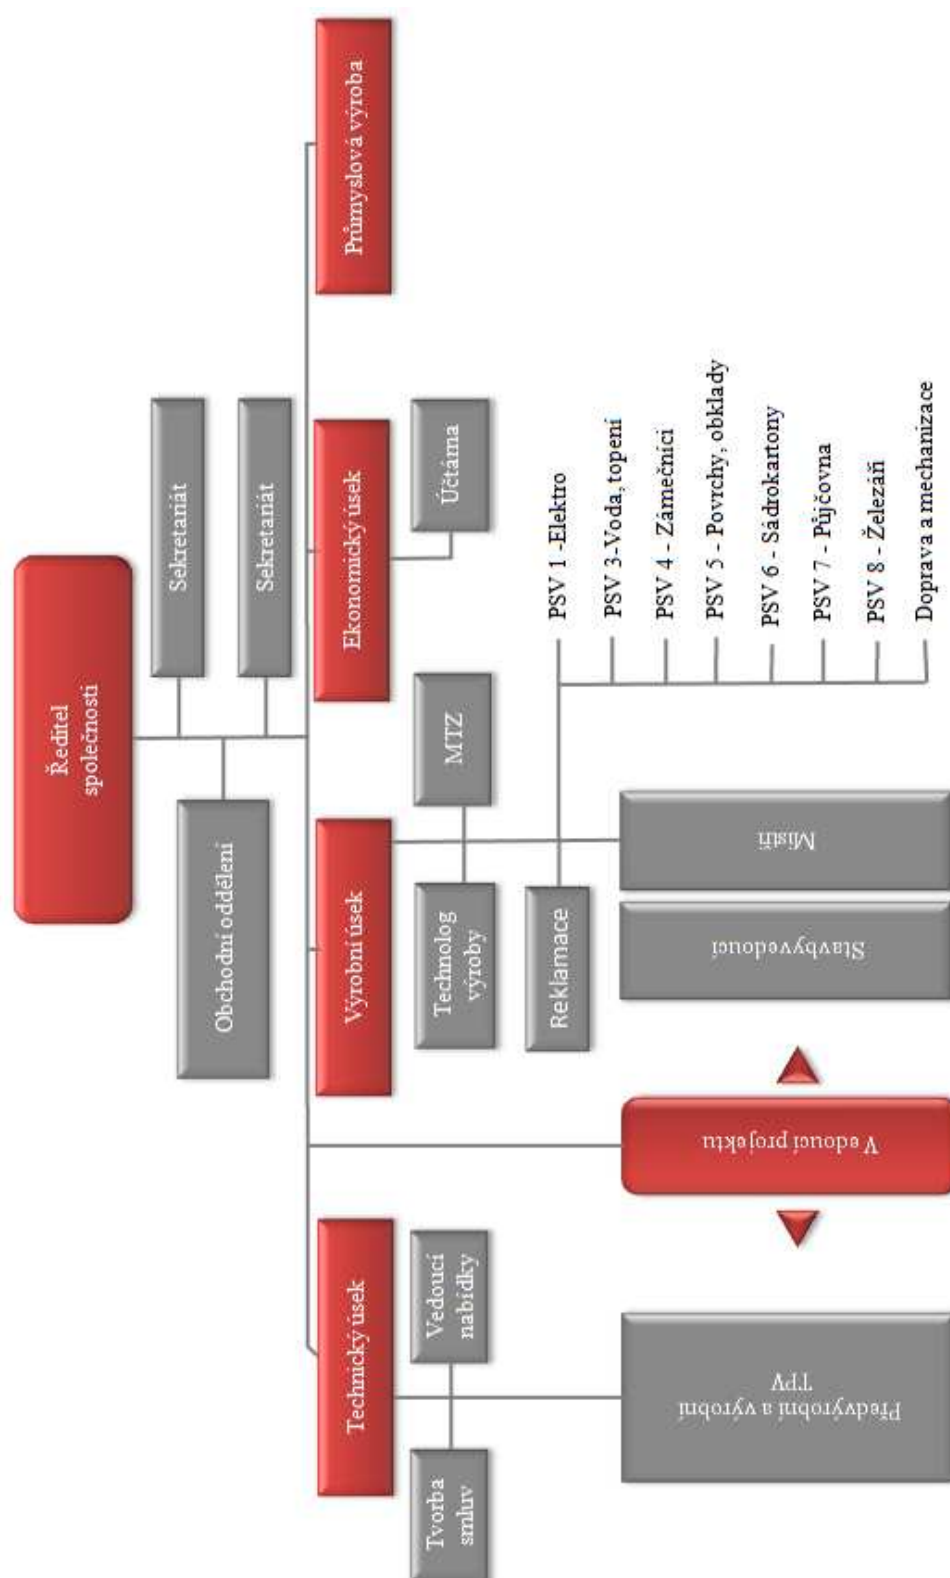 Ředitel
společnosti
Obchodní oddělení
Sekretariát
Sekretariát
Technický úsek
Výrobní úsek
Ekonomický úsek
Průmyslová výroba
Tvorba
smluv
Vedoucí
nabídky
Technolog
výroby
MTZ
Účtárna
Reklamace
PSV 1 -Elektro
PSV 3-Voda, topení
PSV 4 - Zámečníci
PSV 5 - Povrchy, obklady
PSV 6 - Sádrokartony
PSV 7 - Půjčovna
PSV 8 - Železáři
Doprava a mechanizace
Předvýrobní a výrobní
TPV
Vedoucí projektu
Stavbyvedoucí
Mistři